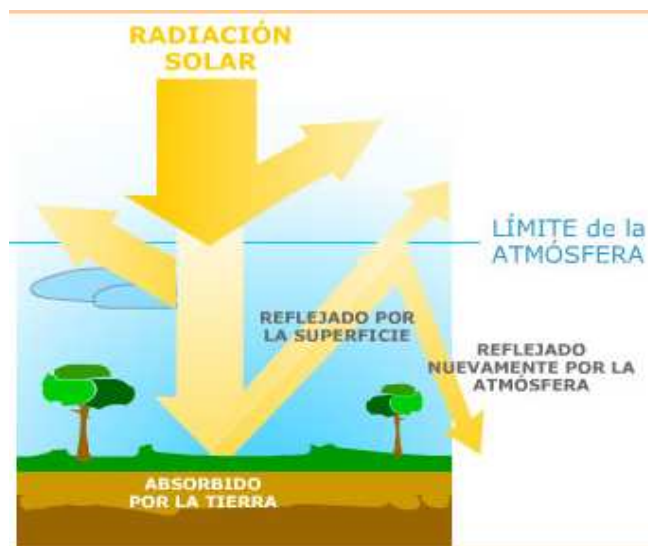 RADIACIÓN
SOLAR
LÍMITE de la
ATMÓSFERA
REFLEJADO POR
LA SUPERFICIE
REFLEJADO
NUEVAMENTE POR LA
ATMÓSFERA
ABSORBIDO
POR LA TIERRA